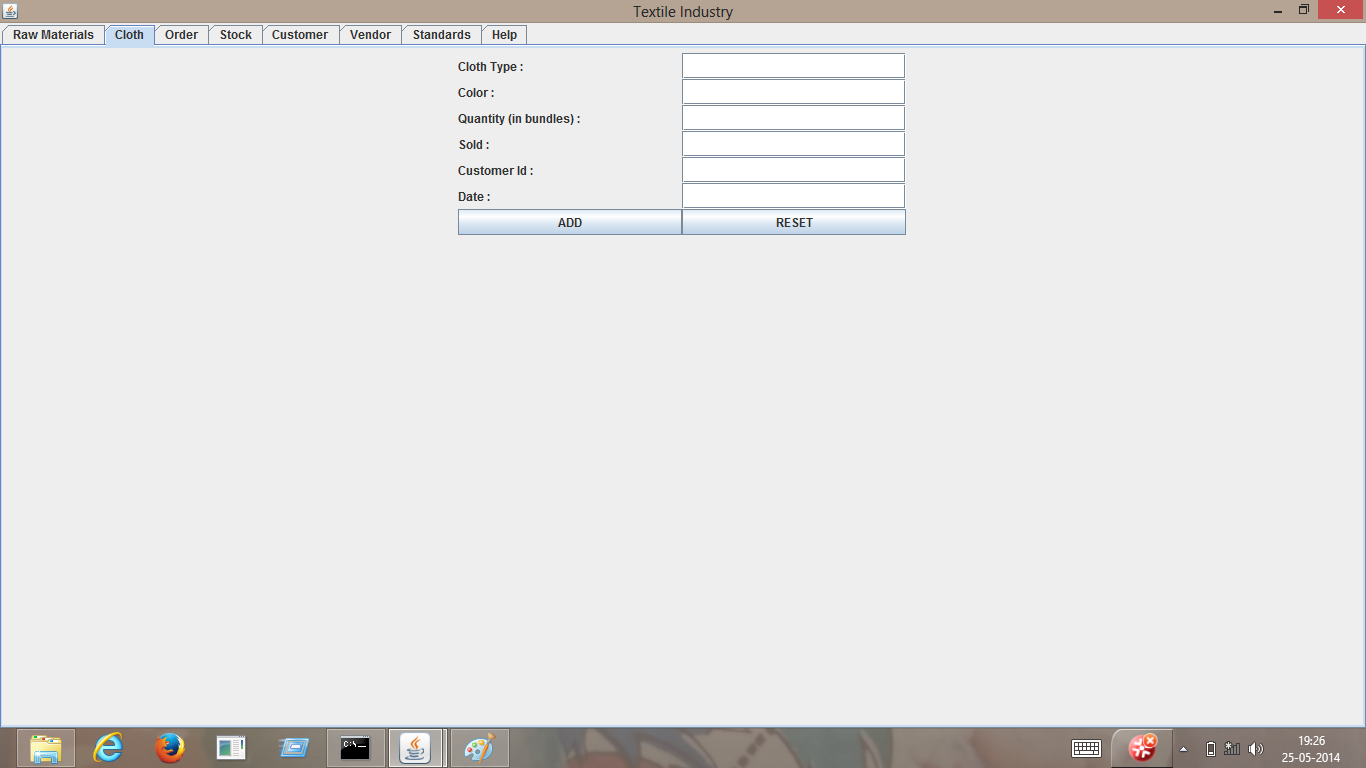 Textile Industry
Raw Materials Cloth Order Stock Customer Vendor Standards Help
Cloth Type :
Color :
Quantity (in bundles) :
Sold :
Customer Id :
Date :
ADD RESET
C:\_
19:26
25-05-2014